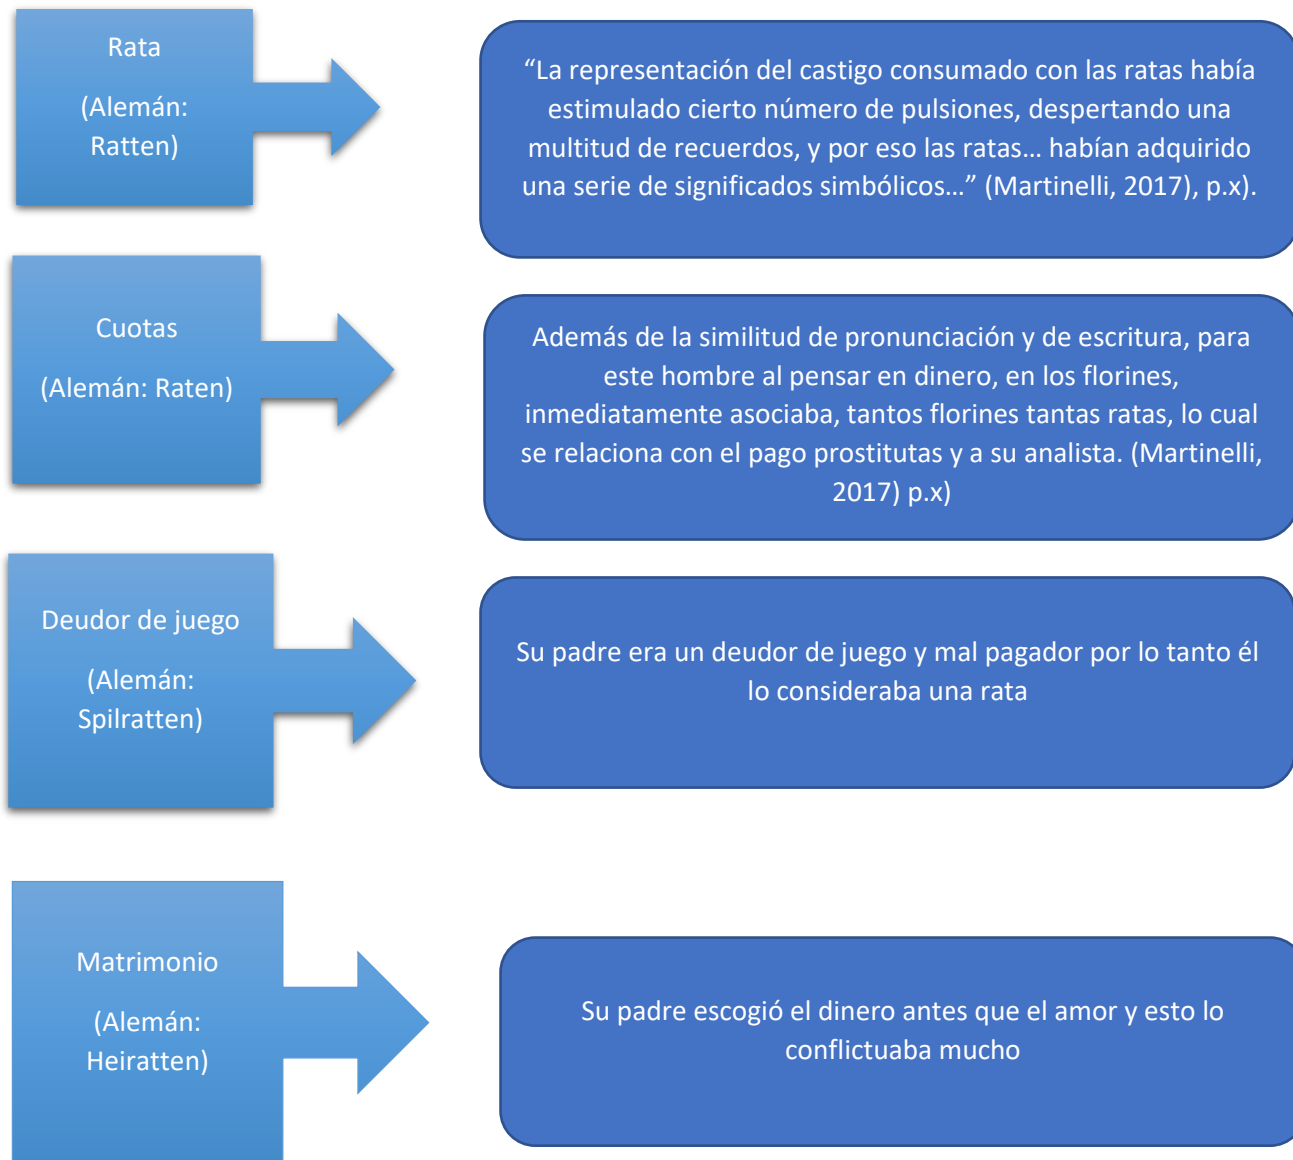 Rata
(Alemán:
Ratten)
“La representación del castigo consumado con las ratas había
estimulado cierto número de pulsiones, despertando una
multitud de recuerdos, y por eso las ratas… habían adquirido
una serie de significados simbólicos…” (Martinelli, 2017), p.x).
Cuotas
(Alemán: Raten)
Además de la similitud de pronunciación y de escritura, para
este hombre al pensar en dinero, en los florines,
inmediatamente asociaba, tantos florines tantas ratas, lo cual
se relaciona con el pago prostitutas y a su analista. (Martinelli,
2017) p.x)
Deudor de juego
(Alemán:
Spilratten)
Su padre era un deudor de juego y mal pagador por lo tanto él
lo consideraba una rata
Matrimonio
(Alemán:
Heiratten)
Su padre escogió el dinero antes que el amor y esto lo
conflictuaba mucho